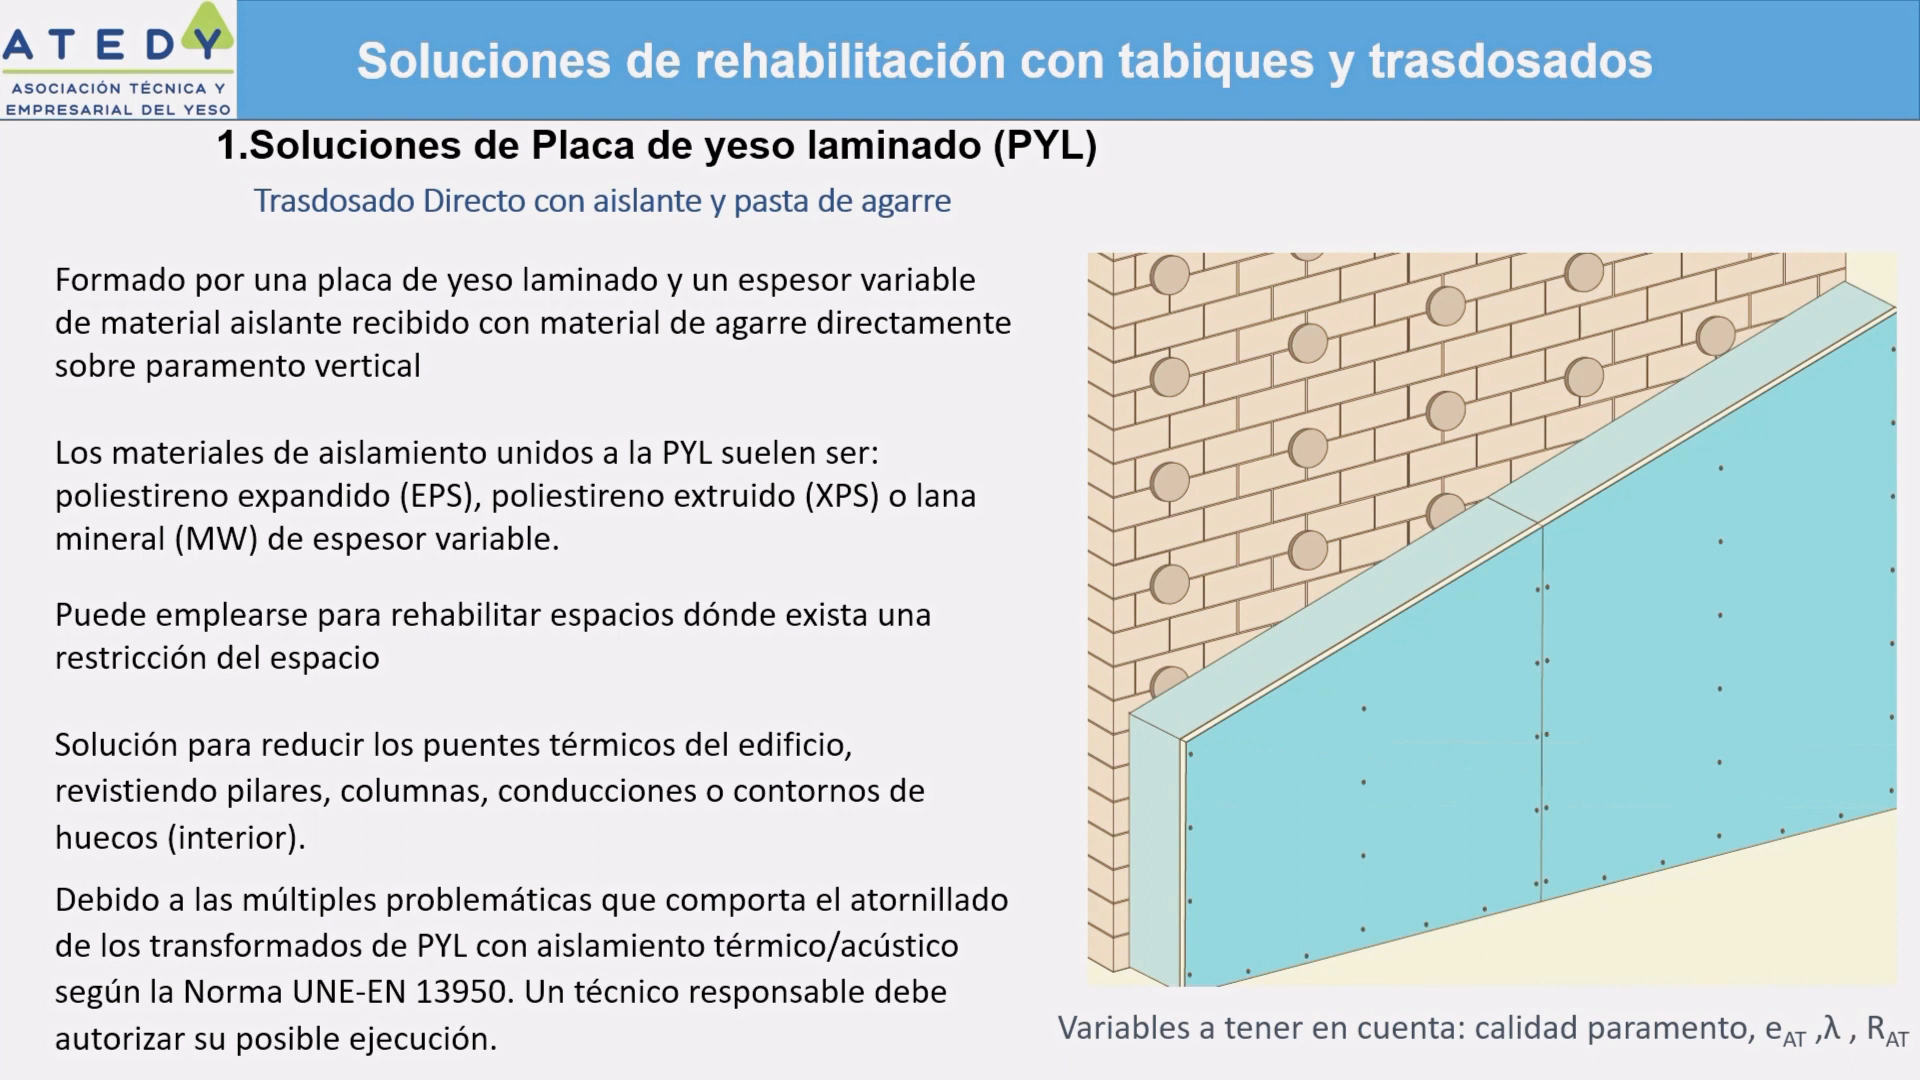 ATEDY
ASOCIACIÓN TÉCNICA Y
EMPRESARIAL DEL YESO
Soluciones de rehabilitación con tabiques y trasdosados
1.Soluciones de Placa de yeso laminado (PYL)
Trasdosado Directo con aislante y pasta de agarre
Formado por una placa de yeso laminado y un espesor variable
de material aislante recibido con material de agarre directamente
sobre paramento vertical
Los materiales de aislamiento unidos a la PYL suelen ser:
poliestireno expandido (EPS), poliestireno extruido (XPS) o lana
mineral (MW) de espesor variable.
Puede emplearse para rehabilitar espacios dónde exista una
restricción del espacio
Solución para reducir los puentes térmicos del edificio,
revistiendo pilares, columnas, conducciones o contornos de
huecos (interior).
Debido a las múltiples problemáticas que comporta el atornillado
de los transformados de PYL con aislamiento térmico/acústico
según la Norma UNE-EN 13950. Un técnico responsable debe
autorizar su posible ejecución.
Variables a tener en cuenta: calidad paramento, eAT ,λ , RAT